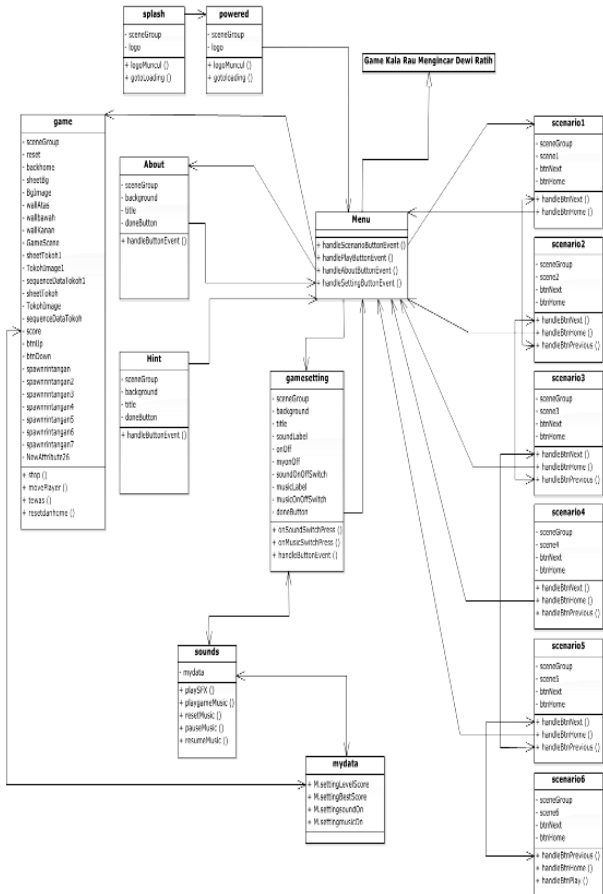 splash
- sceneGroup
- logo
+ logoMuncul ()
+ gotoLoading ()
powered
- sceneGroup
- logo
+ logoMuncul ()
+ gotoloading ()
Game Kala Rau Mengincar Dewi Ratih
game
- sceneGroup
- reset
- backhome
- sheetBg
- BgImage
- wallAtas
- wallbawah
- wallKanan
- GameScene
- sheetTokoh1
- TokohImage1
- sequenceDataTokoh1
- sheetTokoh
- TokohImage
- sequenceDataTokoh
- score
- btnUp
- btnDown
- spawnrintangan
- spawnrintangan2
- spawnrintangan3
- spawnrintangan4
- spawnrintangan5
- spawnrintangan6
- spawnrintangan7
- NewAttribute26
+ stop ()
+ movePlayer ()
+ tewas ()
+ resetdanhome ()
About
- sceneGroup
- background
- title
- doneButton
+ handleButtonEvent ()
Hint
- sceneGroup
- background
- title
- doneButton
+ handleButtonEvent ()
Menu
+ handleScenarioButtonEvent ()
+ handlePlayButtonEvent ()
+ handleAboutButtonEvent ()
+ handleSettingButtonEvent ()
gamesetting
- sceneGroup
- background
- title
- soundLabel
- onOff
- myonOff
- soundOnOffSwitch
- musicLabel
- musicOnOffSwitch
- doneButton
+ onSoundSwitchPress ()
+ onMusicSwitchPress ()
+ handleButtonEvent ()
sounds
- mydata
+ playSFX ()
+ playgameMusic ()
+ resetMusic ()
+ pauseMusic ()
+ resumeMusic ()
mydata
+ M.settingLevelScore
+ M.settingBestScore
+ M.settingsoundOn
+ M.settingmusicOn
scenario1
- sceneGroup
- scene1
- btnNext
- btnHome
+ handleBtnNext ()
+ handleBtnHome ()
scenario2
- sceneGroup
- scene2
- btnNext
- btnHome
+ handleBtnNext ()
+ handleBtnHome ()
+ handleBtnPrevious ()
scenario3
- sceneGroup
- scene3
- btnNext
- btnHome
+ handleBtnNext ()
+ handleBtnHome ()
+ handleBtnPrevious ()
scenario4
- sceneGroup
- scene4
- btnNext
- btnHome
+ handleBtnNext ()
+ handleBtnHome ()
+ handleBtnPrevious ()
scenario5
- sceneGroup
- scene5
- btnNext
- btnHome
+ handleBtnNext ()
+ handleBtnHome ()
+ handleBtnPrevious ()
scenario6
- sceneGroup
- scene6
- btnNext
- btnHome
+ handleBtnPrevious ()
+ handleBtnHome ()
+ handleBtnPlay ()